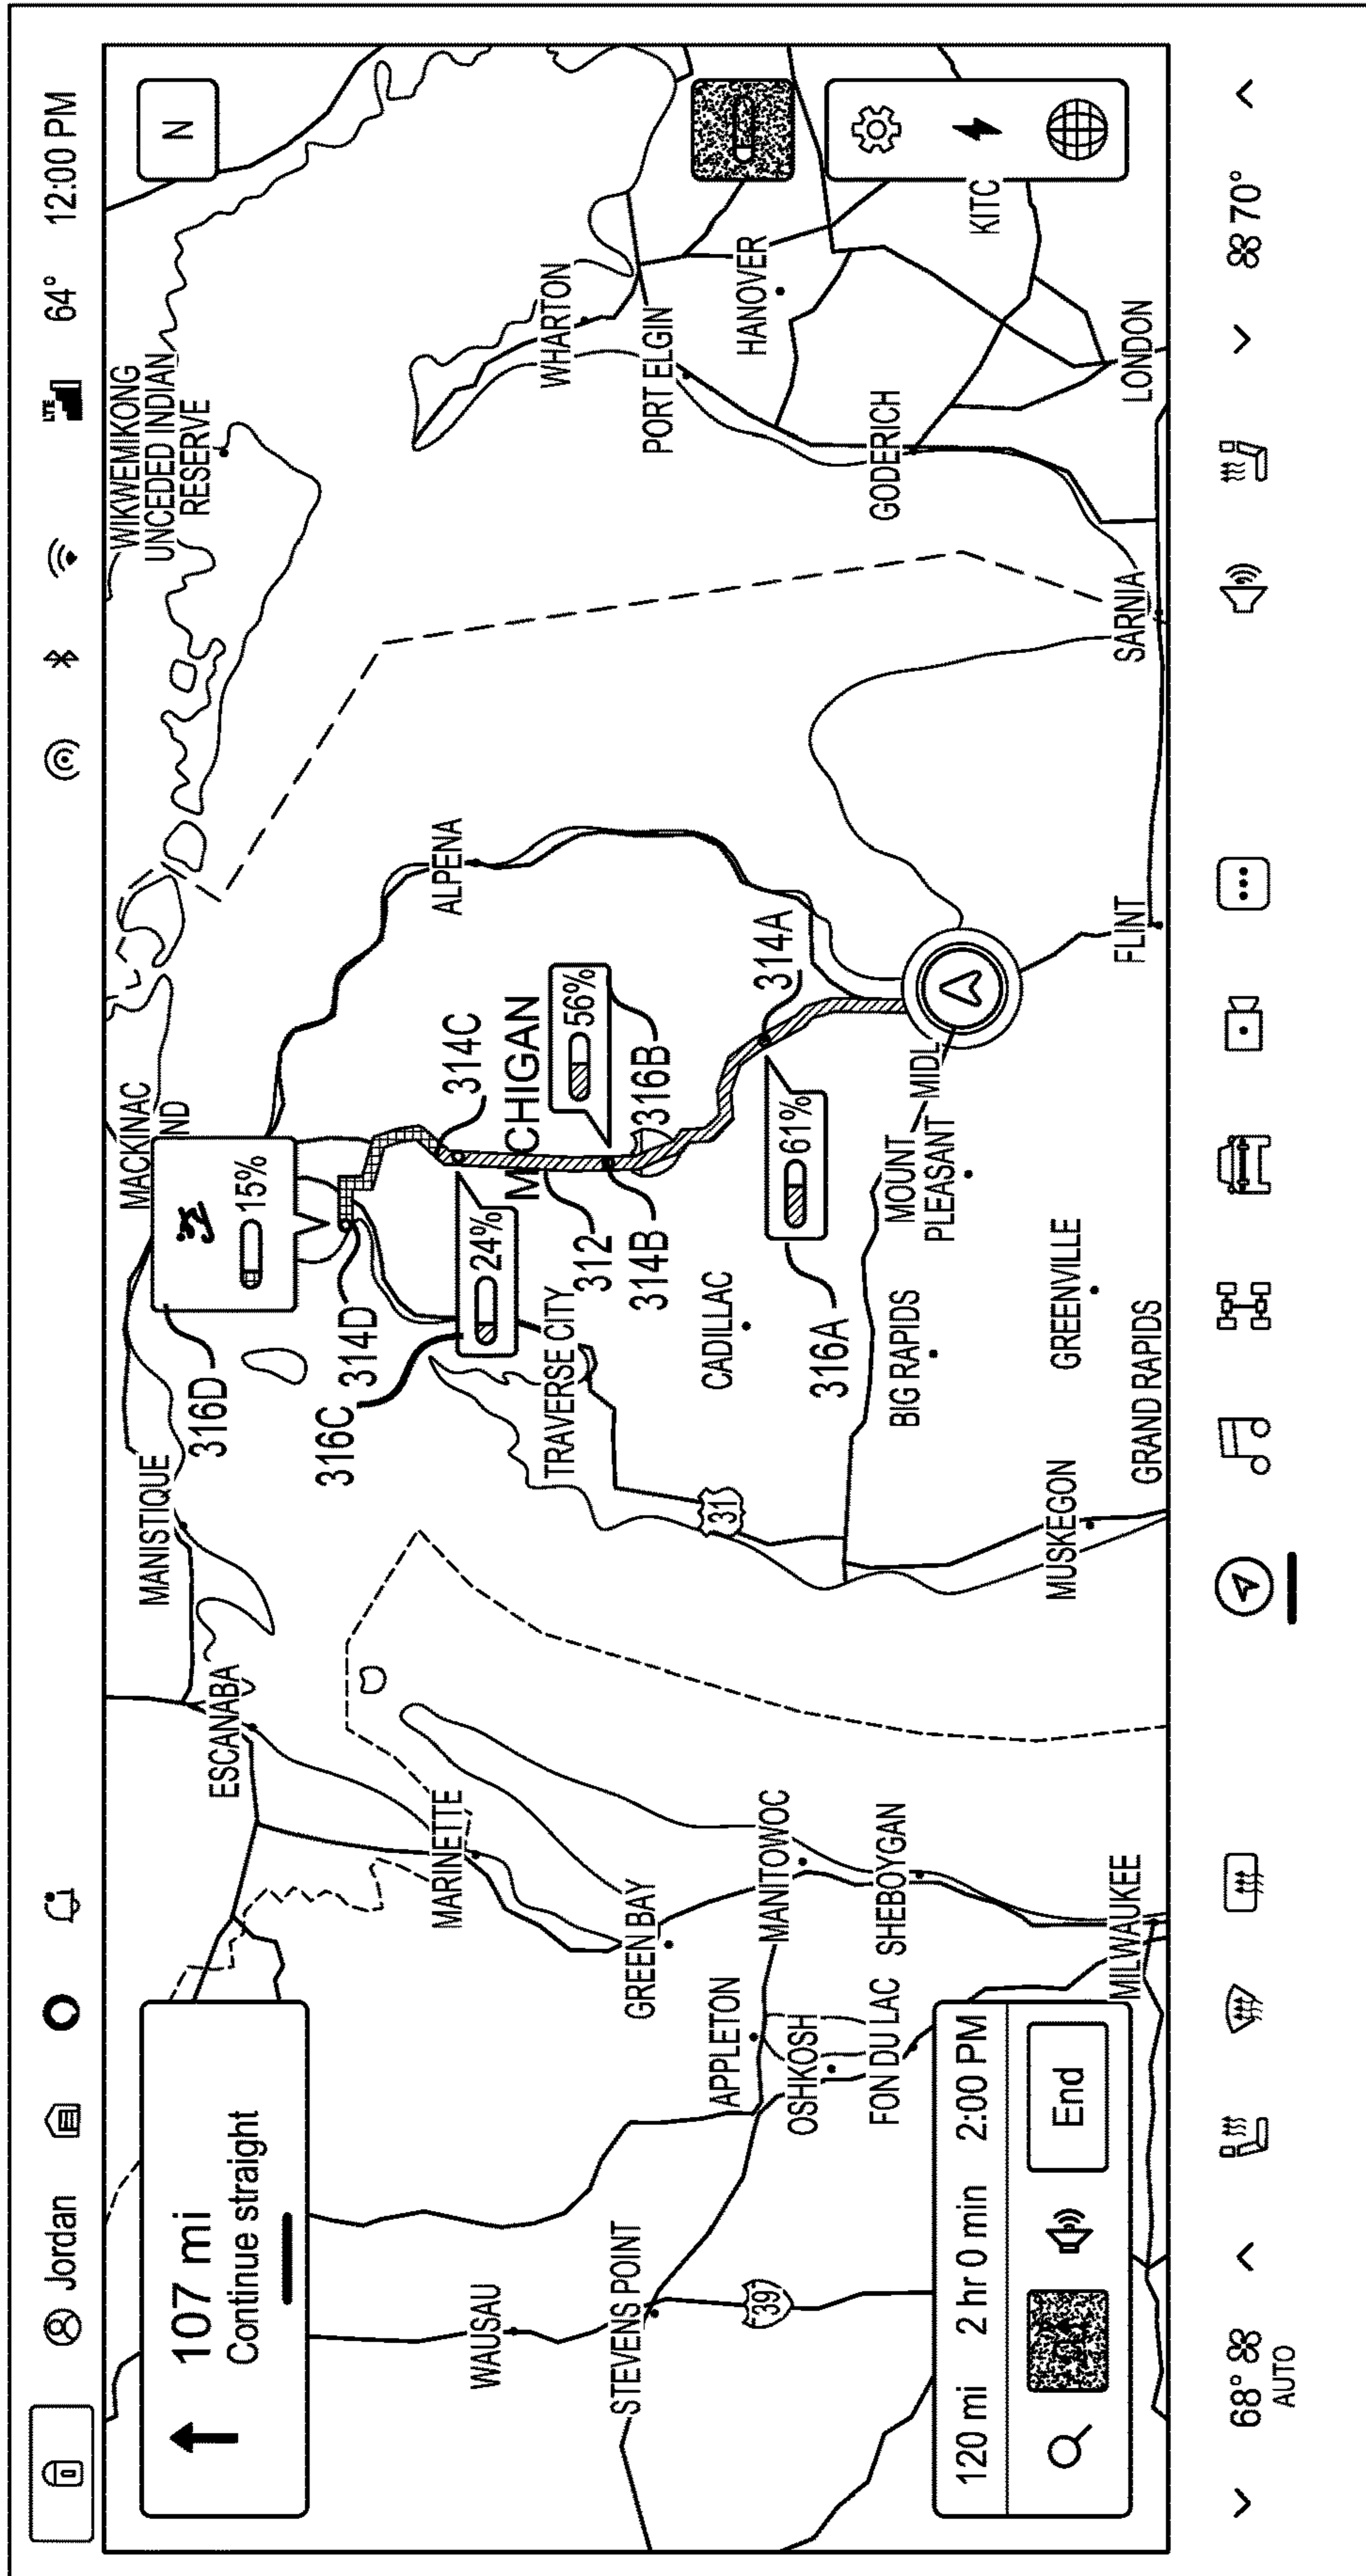 Jordan
LTE
64°
12:00 PM
107 mi
Continue straight
N
WIKWEMIKONG
UNCEDED INDIAN
RESERVE
MACKINAC
ND
MANISTIQUE
15%
316D
ESCANABA
314D
316C
314C
24%
ALPENA
MARINETTE
M CHIGAN
WAUSAU
TRAVERSE CITY
312
56%
WHARTON
STEVENS POINT
GREEN BAY
314B
316B
PORT ELGIN
31
CADILLAC
HANOVER
39
APPLETON
MANITOWOC
314A
61%
316A
OSHKOSH
FON DU LAC
SHEBOYGAN
BIG RAPIDS
MOUNT
PLEASANT
MIDL
GODERICH
KITC
120 mi
2 hr 0 min
2:00 PM
End
MUSKEGON
GREENVILLE
MILWAUKEE
GRAND RAPIDS
FLINT
SARNIA
LONDON
68°
AUTO
70°